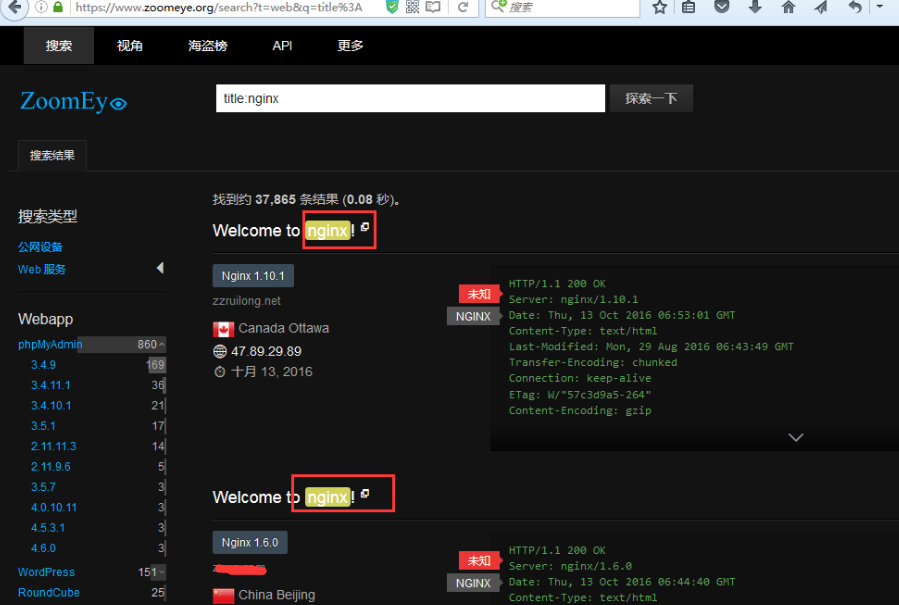 https://www.zoomeye.org/search?t=web&q=title%3A
搜索
搜索 视角 海盗榜 API 更多
ZoomEye
title:nginx
探索一下
搜索结果
找到约 37,865 条结果 (0.08 秒)。
搜索类型
公网设备
Web 服务
Webapp
phpMyAdmin 860
3.4.9 169
3.4.11.1 36
3.4.10.1 21
3.5.1 17
2.11.11.3 14
2.11.9.6 5
3.5.7 3
4.0.10.11 3
4.5.3.1 3
4.6.0 3
WordPress 151
RoundCube 25
Welcome to nginx!
Nginx 1.10.1
zzruilong.net
Canada Ottawa
47.89.29.89
十月 13, 2016
未知
NGINX
HTTP/1.1 200 OK
Server: nginx/1.10.1
Date: Thu, 13 Oct 2016 06:53:01 GMT
Content-Type: text/html
Last-Modified: Mon, 29 Aug 2016 06:43:49 GMT
Transfer-Encoding: chunked
Connection: keep-alive
ETag: W/"57c3d9a5-264"
Content-Encoding: gzip
Welcome to nginx!
Nginx 1.6.0
China Beijing
未知
NGINX
HTTP/1.1 200 OK
Server: nginx/1.6.0
Date: Thu, 13 Oct 2016 06:44:40 GMT
Content-Type: text/html